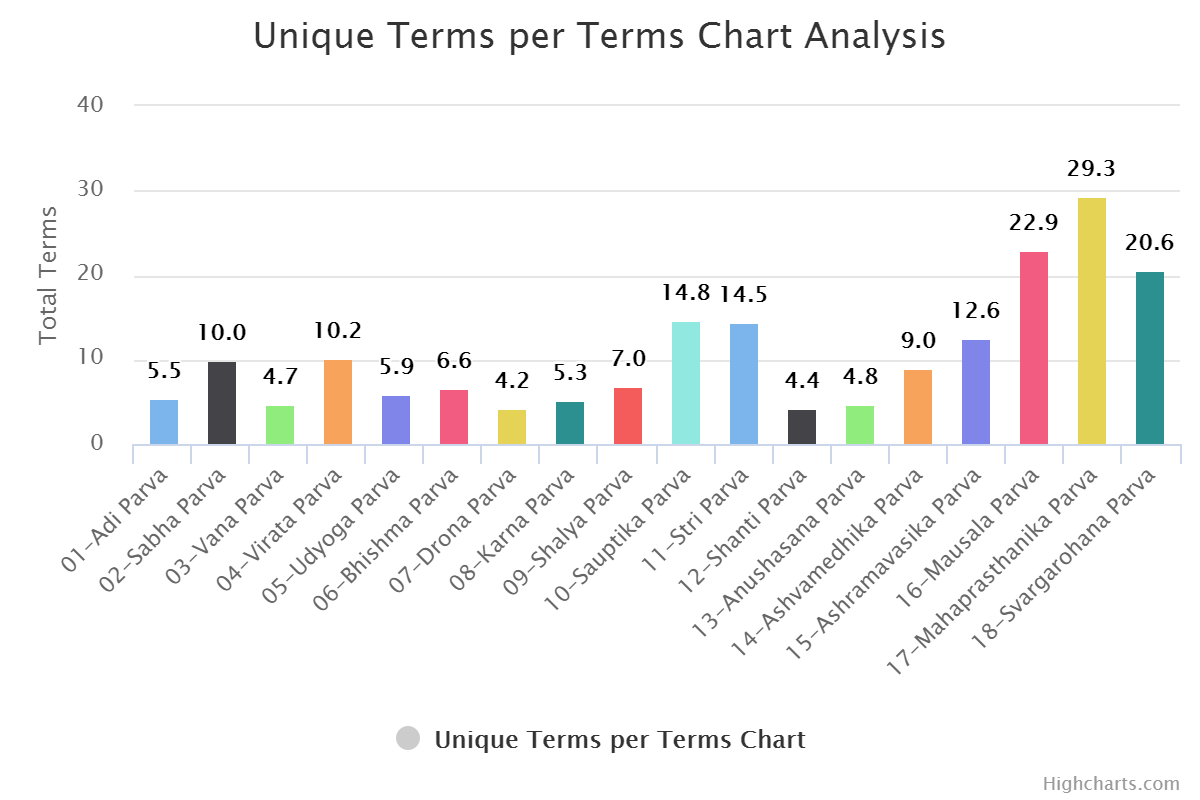 Unique Terms per Terms Chart Analysis
Total Terms
40
30
20
10
0
5.5
10.0
4.7
10.2
5.9
6.6
4.2
5.3
7.0
14.8
14.5
4.4
4.8
9.0
12.6
22.9
29.3
20.6
01-Adi Parva
02-Sabha Parva
03-Vana Parva
04-Virata Parva
05-Udyoga Parva
06-Bhishma Parva
07-Drona Parva
08-Karna Parva
09-Shalya Parva
10-Sauptika Parva
11-Stri Parva
12-Shanti Parva
13-Anushasana Parva
14-Ashvamedhika Parva
15-Ashramavasika Parva
16-Mausala Parva
17-Mahaprasthanika Parva
18-Svargarohana Parva
Unique Terms per Terms Chart
Highcharts.com